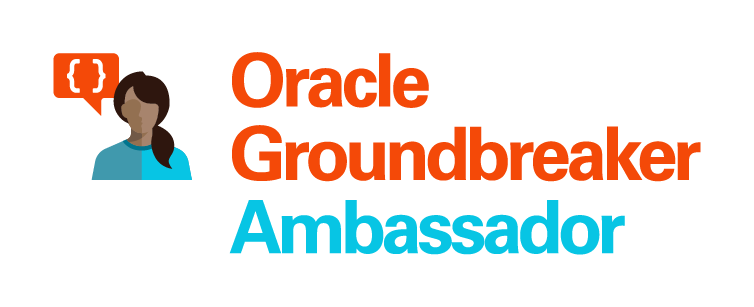 { }
Oracle
Groundbreaker
Ambassador